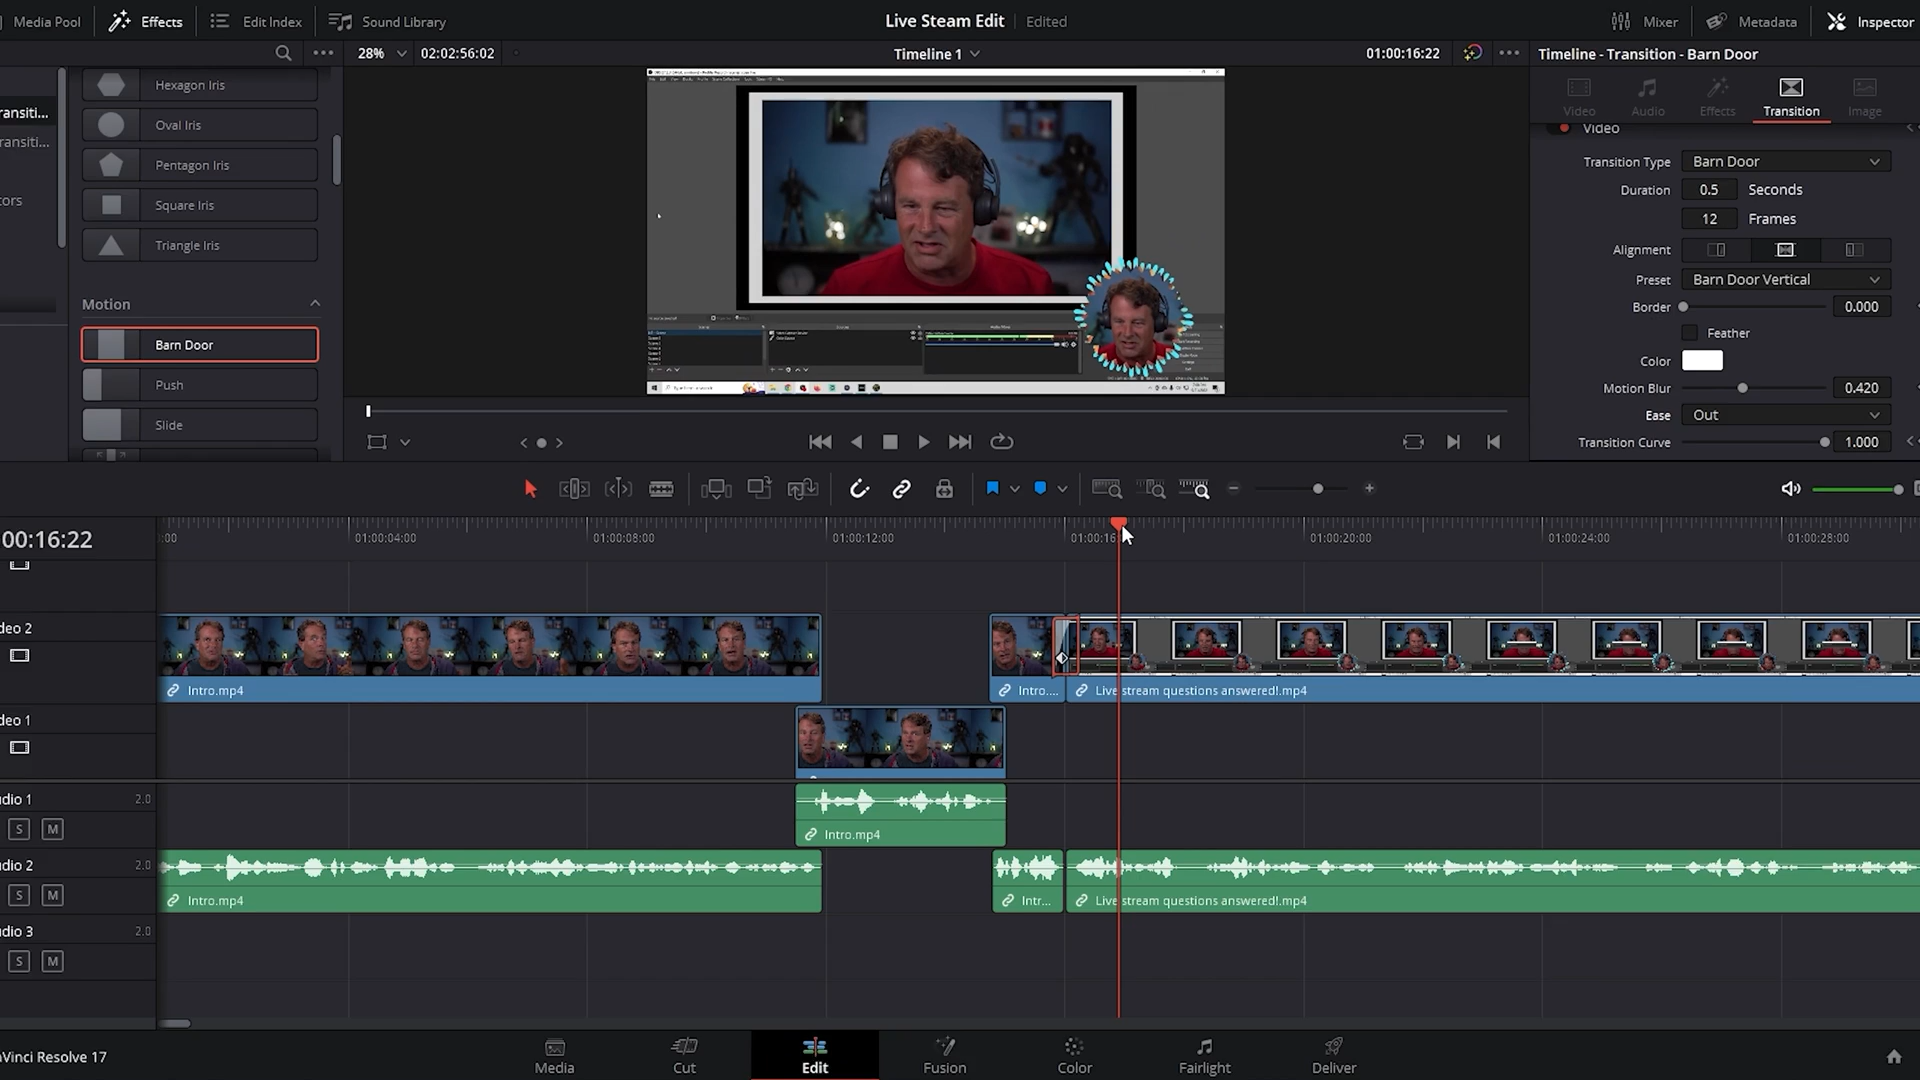 Media Pool Effects Edit Index Sound Library Live Steam Edit Edited Mixer Metadata Inspector
28% 02:02:56:02 Timeline 1 01:00:16:22 Timeline - Transition - Barn Door
Hexagon Iris
Oval Iris
Pentagon Iris
Square Iris
Triangle Iris
Motion
Barn Door
Push
Slide
ransiti...
ransiti...
tors
Video Audio Effects Transition Image
Video
Transition Type Barn Door
Duration 0.5 Seconds
12 Frames
Alignment
Preset Barn Door Vertical
Border 0.000
Feather
Color
Motion Blur 0.420
Ease Out
Transition Curve 1.000
00:16:22 :00 01:00:04:00 01:00:08:00 01:00:12:00 01:00:16 01:00:20:00 01:00:24:00 01:00:28:00
deo 2
Intro.mp4 Intro.... Live stream questions answered!.mp4
deo 1
dio 1 2.0
S M
Intro.mp4
dio 2 2.0
S M
Intro.mp4 Intr... Live stream questions answered!.mp4
dio 3 2.0
S M
aVinci Resolve 17 Media Cut Edit Fusion Color Fairlight Deliver